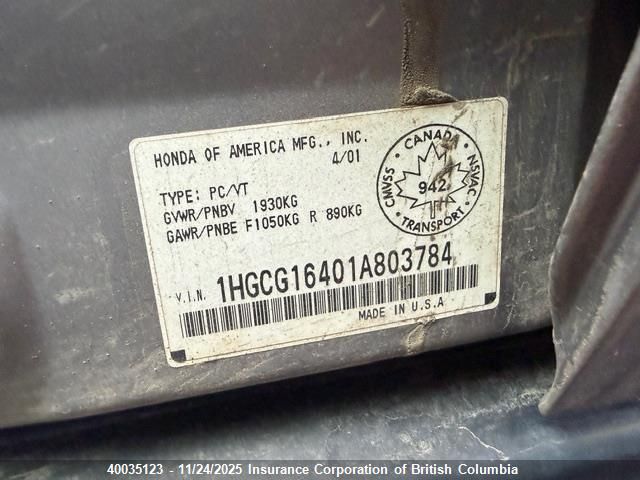 HONDA OF AMERICA MFG., INC.
4/01
TYPE: PC/VT
GVWR/PNBV 1930KG
GAWR/PNBE F1050KG R 890KG
CANADA
CMVSS
NSVAC
942
TRANSPORT
V.I.N. 1HGCG16401A803784
MADE IN U.S.A
40035123 - 11/24/2025 Insurance Corporation of British Columbia